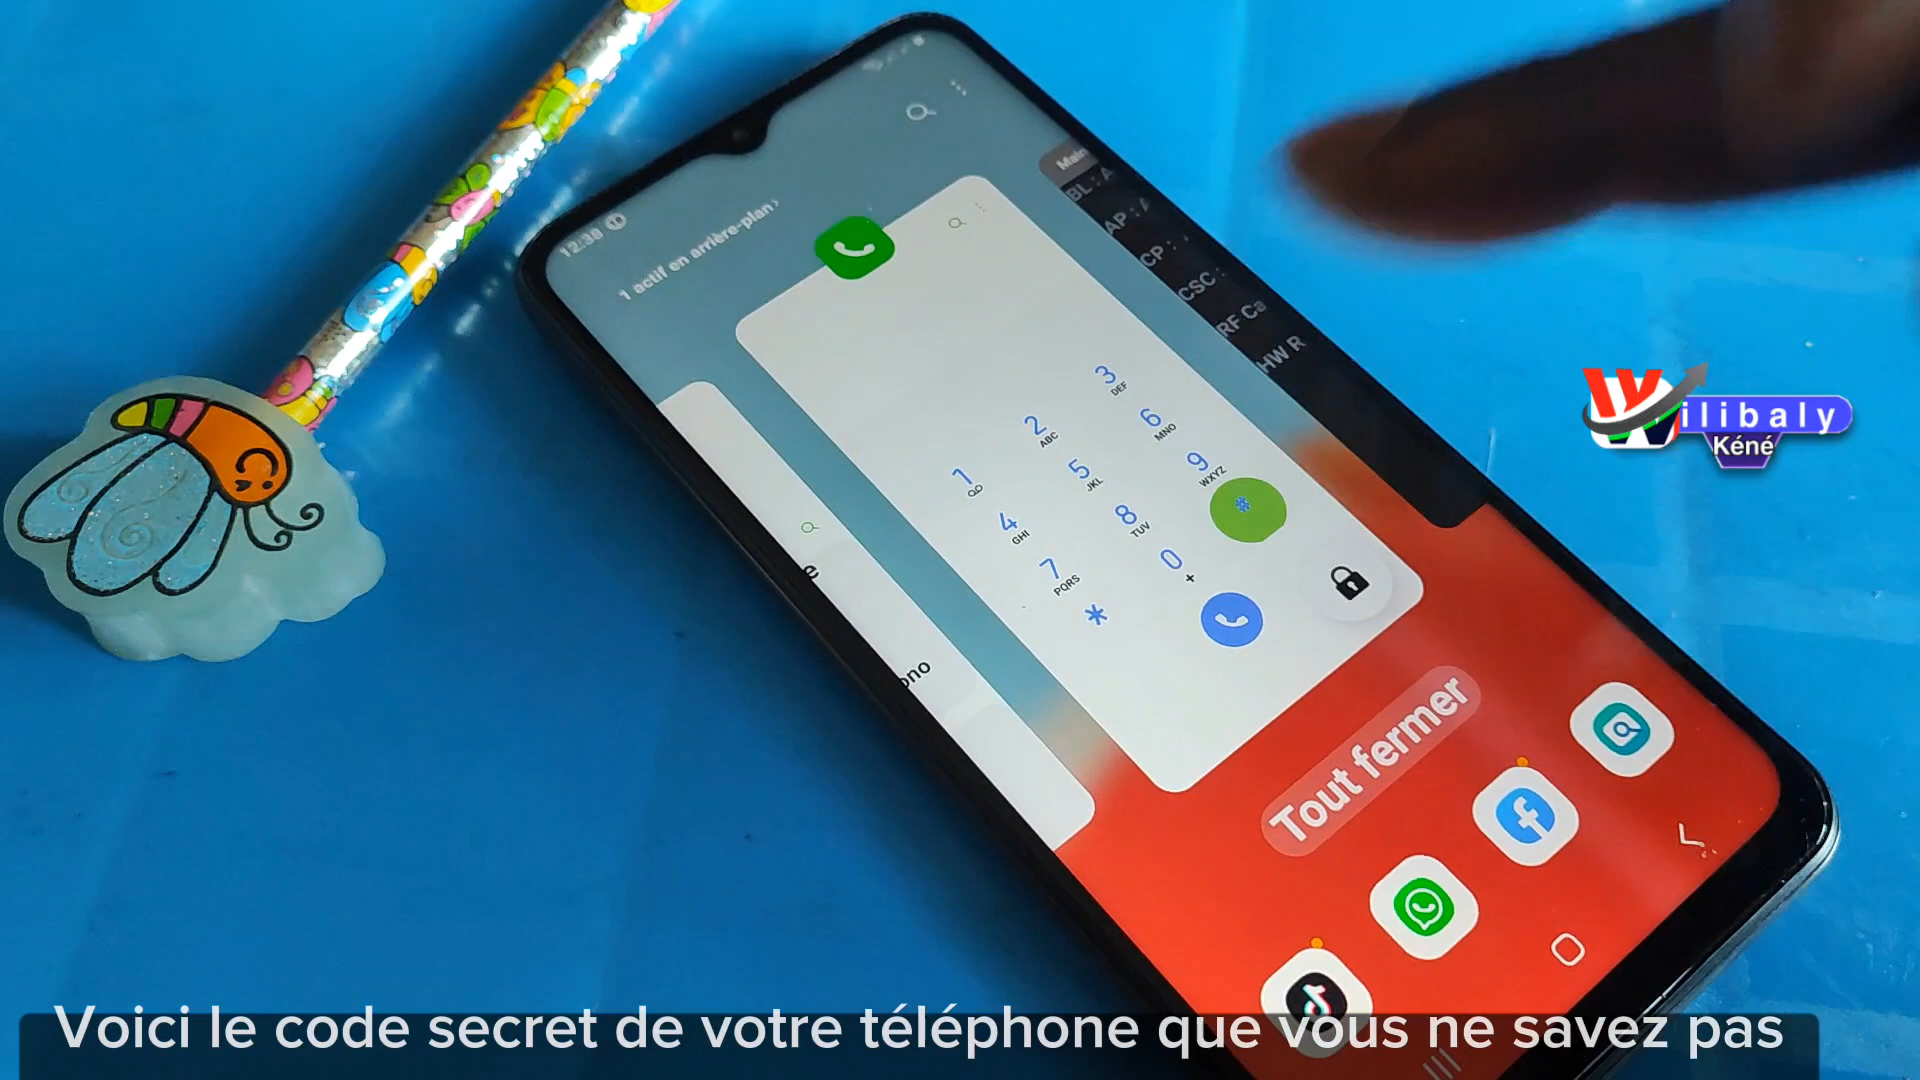 12:38
1 actif en arrière-plan
Main
BL : A
AP : A
CP :
CSC :
RF Ca
HW R
1
2 ABC
3 DEF
4 GHI
5 JKL
6 MNO
7 PQRS
8 TUV
9 WXYZ
*
0 +
#
e
ono
Tout fermer
Wilibaly
Kéné
Voici le code secret de votre téléphone que vous ne savez pas